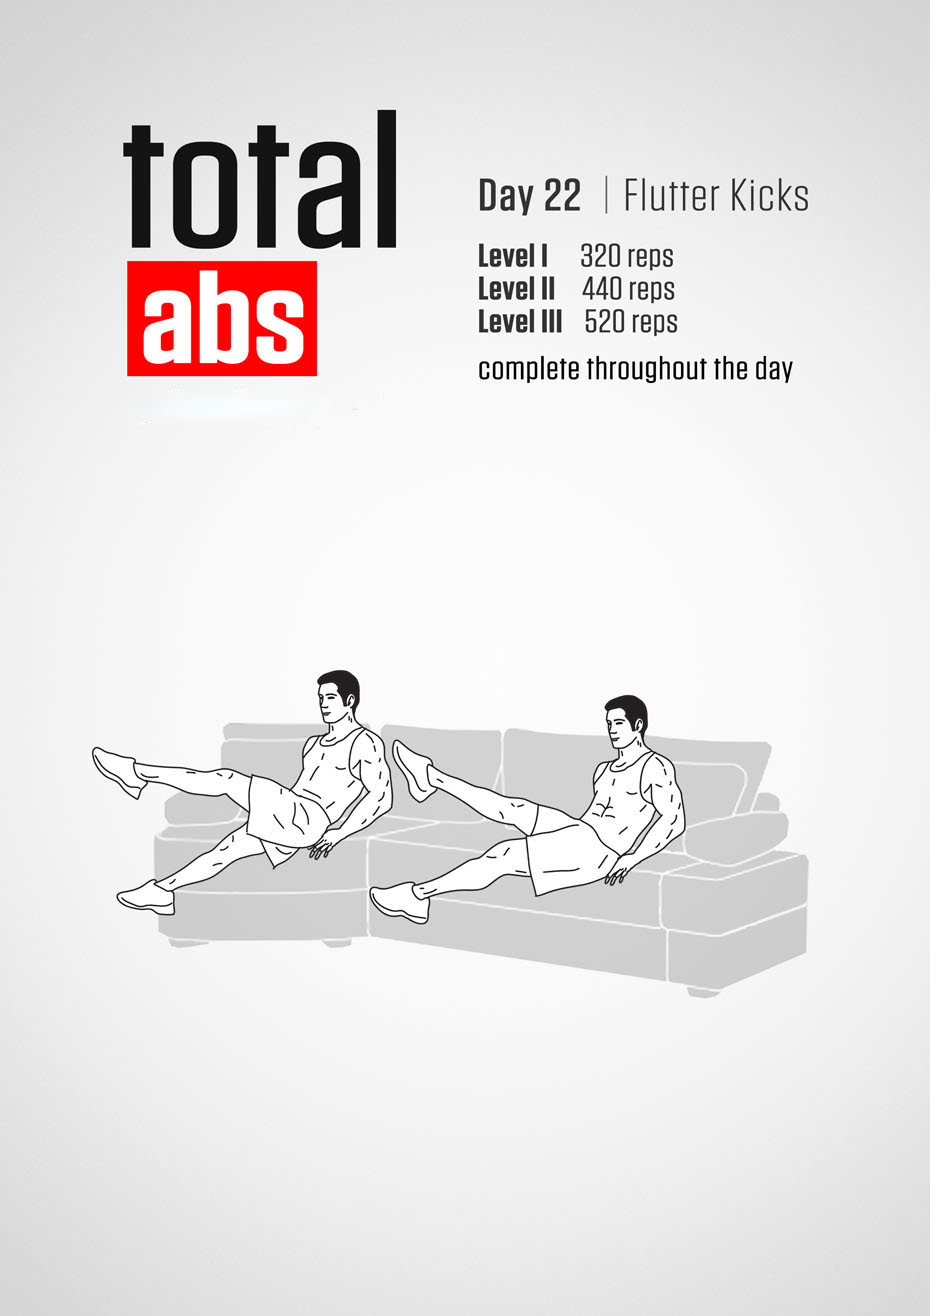 total
abs
Day 22 | Flutter Kicks
Level I 320 reps
Level II 440 reps
Level III 520 reps
complete throughout the day